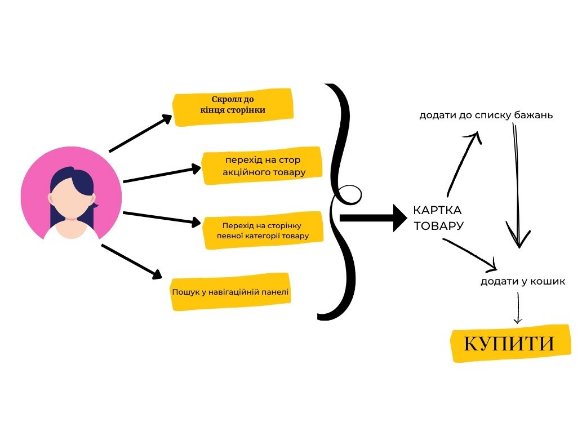 Скролл до
кінця сторінки
перехід на стор
акційного товару
Перехід на сторінку
певної категорії товару
Пошук у навігаційній панелі
КАРТКА
ТОВАРУ
додати до списку бажань
додати у кошик
КУПИТИ